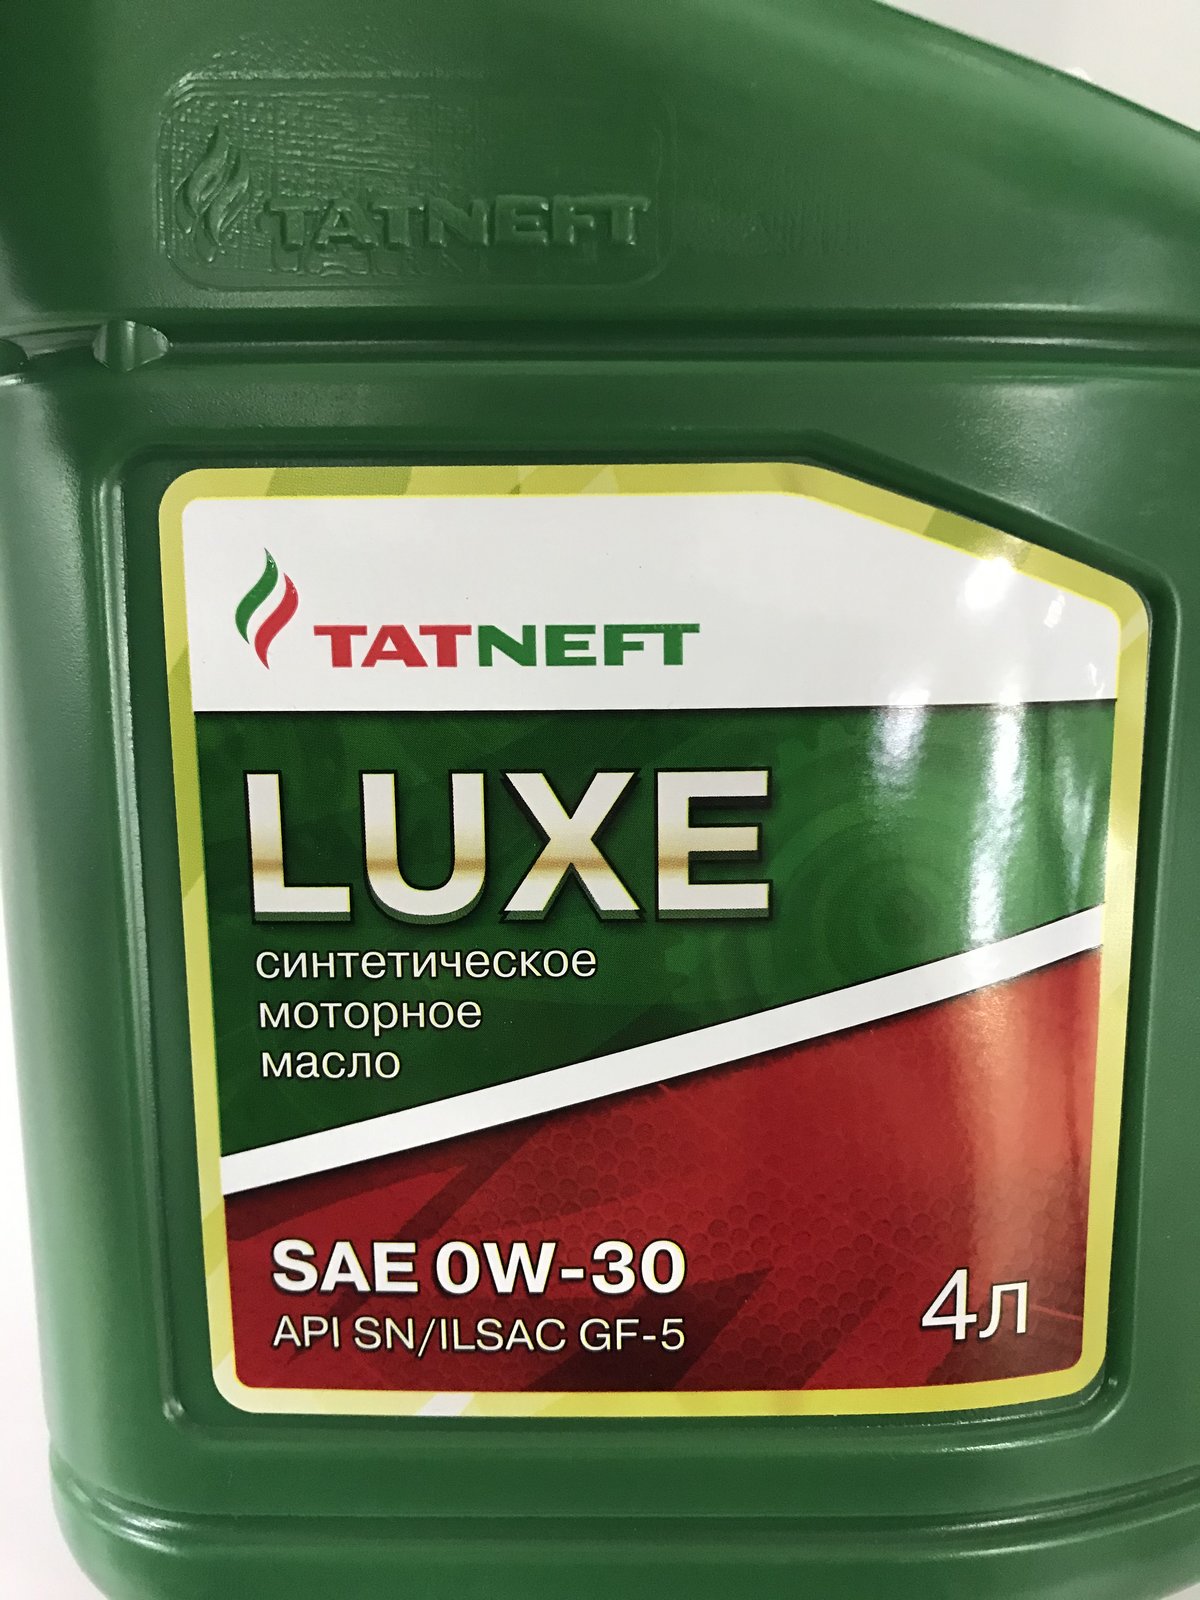 TATNEFT
TATNEFT
LUXE
синтетическое
моторное
масло
SAE 0W-30
API SN/ILSAC GF-5
4л